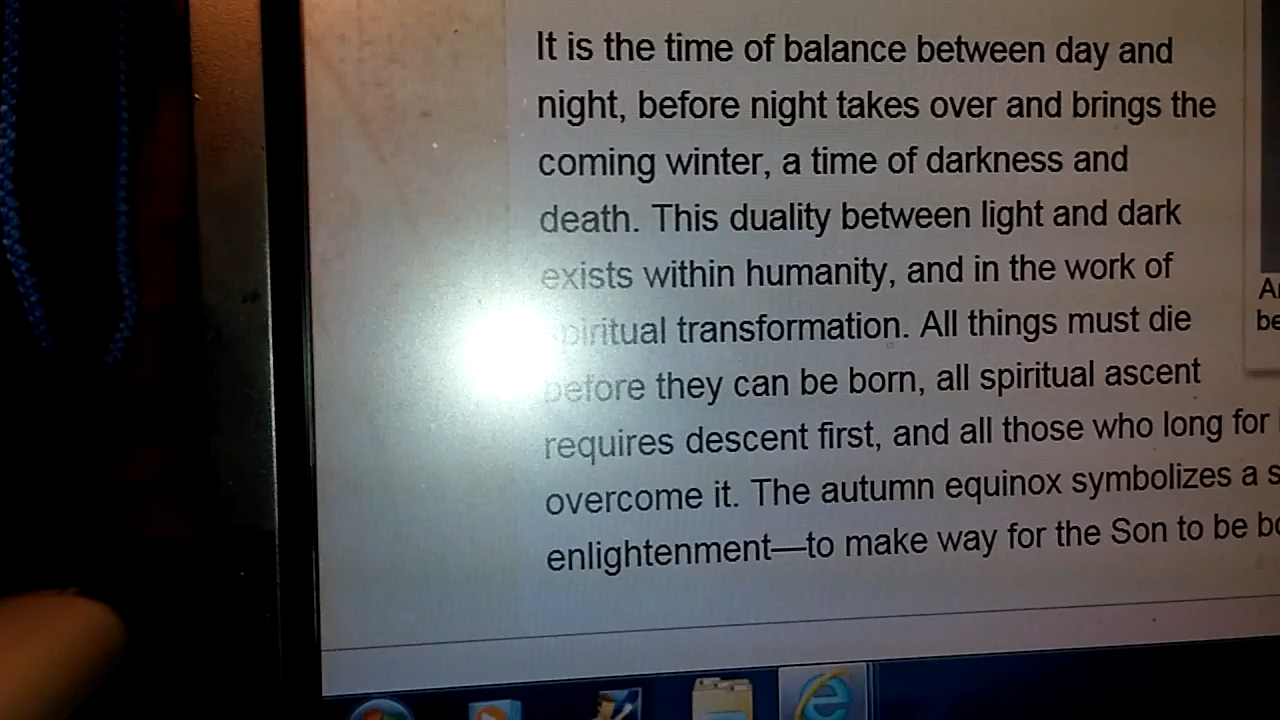 It is the time of balance between day and
night, before night takes over and brings the
coming winter, a time of darkness and
death. This duality between light and dark
exists within humanity, and in the work of
spiritual transformation. All things must die
before they can be born, all spiritual ascent
requires descent first, and all those who long for
overcome it. The autumn equinox symbolizes a
enlightenment—to make way for the Son to be